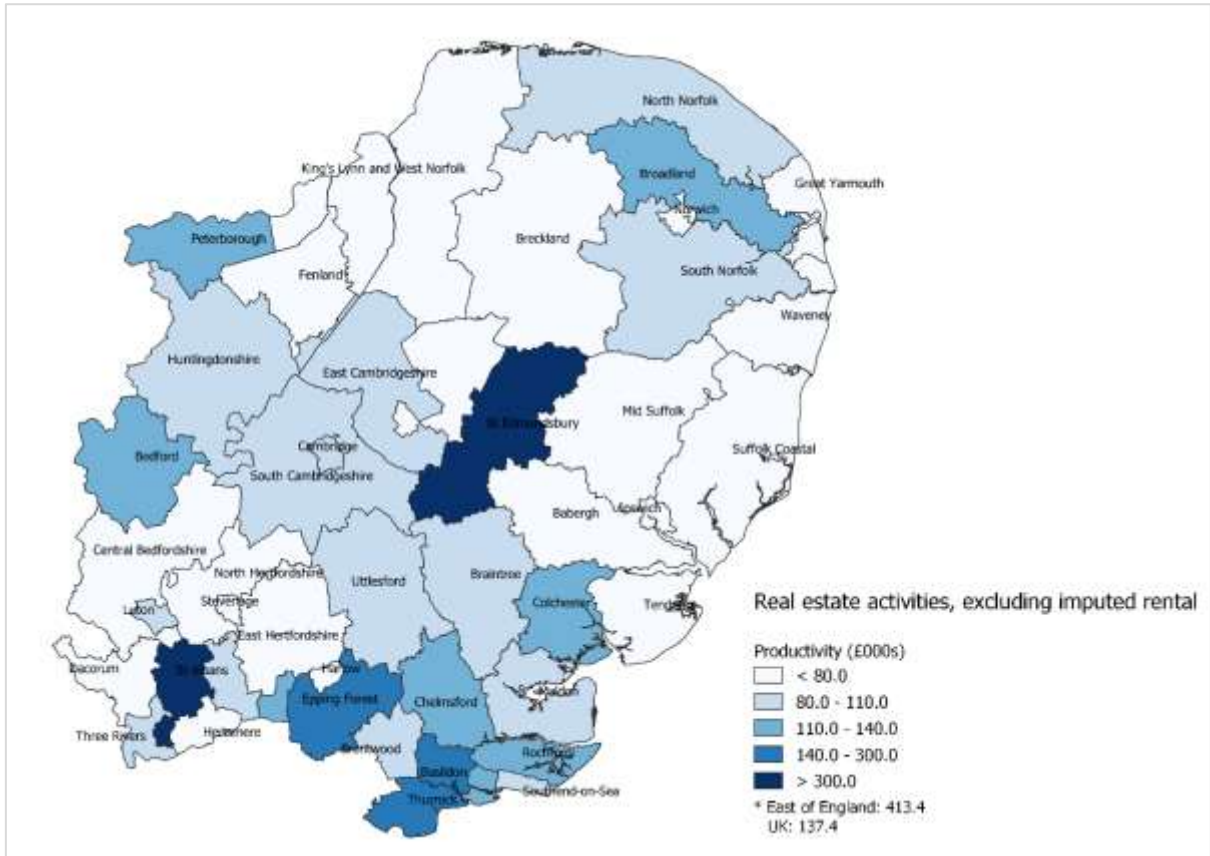 North Norfolk
King's Lynn and West Norfolk
Broadland
Great Yarmouth
Norwich
Peterborough
Breckland
South Norfolk
Fenland
Waveney
Huntingdonshire
East Cambridgeshire
Mid Suffolk
St Edmundsbury
Cambridge
Suffolk Coastal
Bedford
South Cambridgeshire
Babergh
Ipswich
Central Bedfordshire
North Hertfordshire
Uttlesford
Braintree
Stevenage
Luton
Colchester
Tendring
East Hertfordshire
Dacorum
St Albans
Harlow
Epping Forest
Chelmsford
Maldon
Three Rivers
Hertsmere
Brentwood
Rochford
Basildon
Southend-on-Sea
Thurrock
Real estate activities, excluding imputed rental
Productivity (£000s)
< 80.0
80.0 - 110.0
110.0 - 140.0
140.0 - 300.0
> 300.0
* East of England: 413.4
UK: 137.4